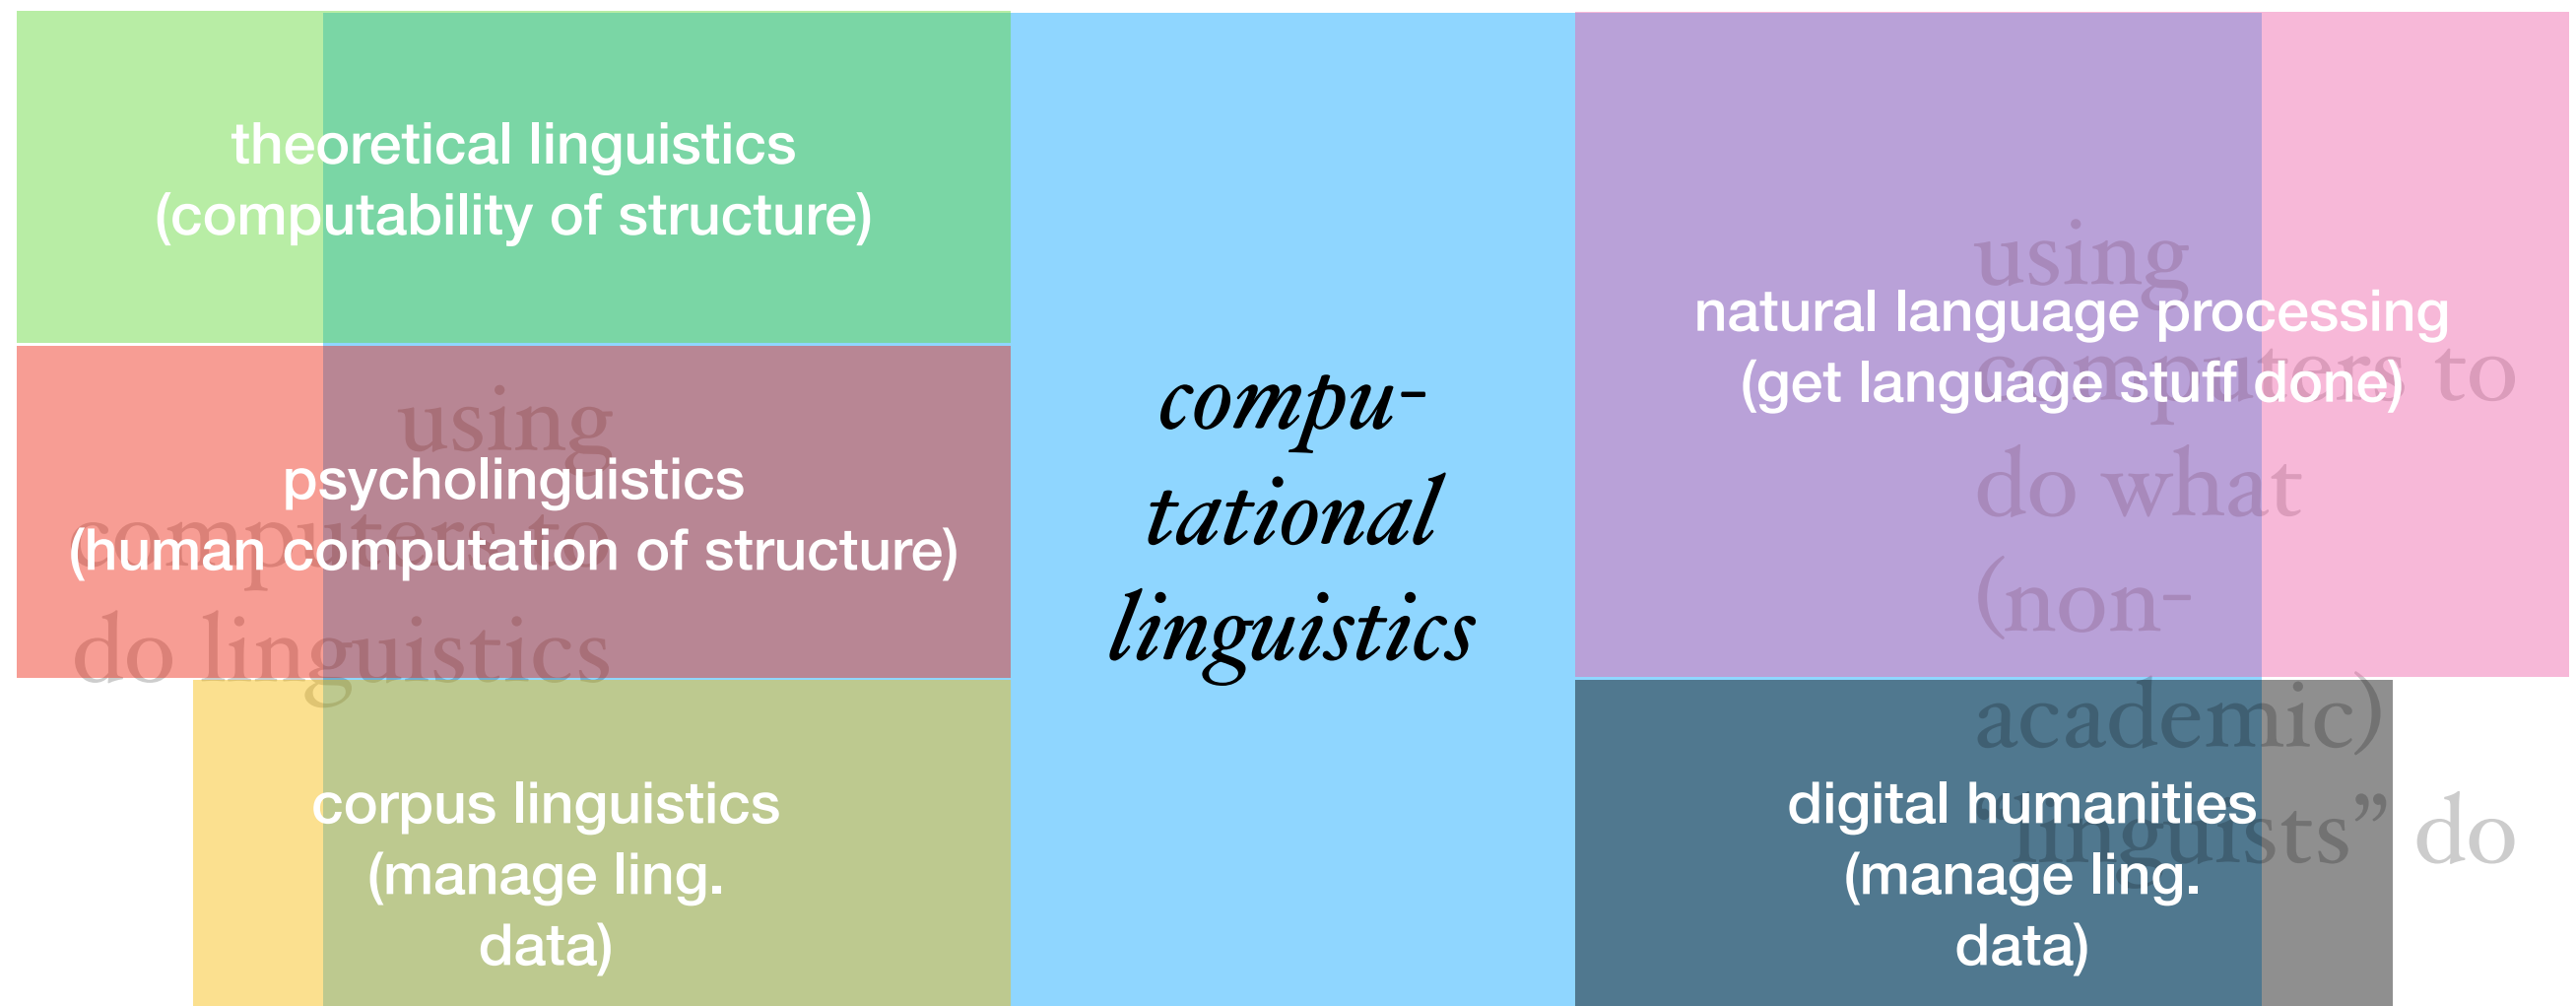 theoretical linguistics
(computability of structure)
using
computers to
do linguistics
psycholinguistics
(human computation of structure)
corpus linguistics
(manage ling.
data)
compu-
tational
linguistics
using
computers to
do what
(non-
academic)
“linguists” do
natural language processing
(get language stuff done)
digital humanities
(manage ling.
data)